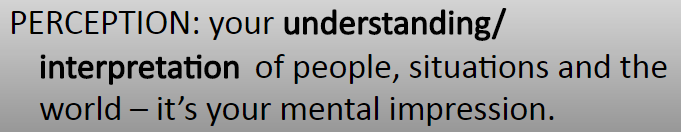 PERCEPTION: your understanding/
interpretation of people, situations and the
world – it’s your mental impression.